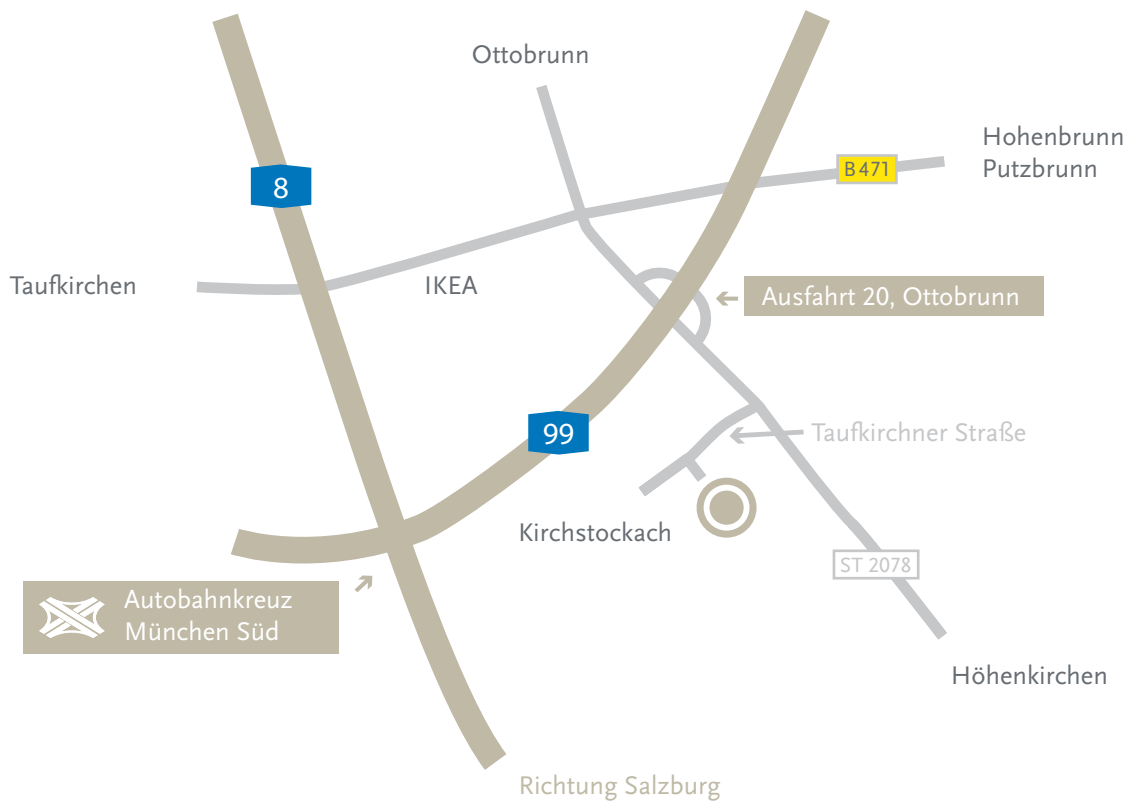 Ottobrunn
Hohenbrunn
Putzbrunn
B 471
8
Taufkirchen
IKEA
Ausfahrt 20, Ottobrunn
99
Taufkirchner Straße
Kirchstockach
ST 2078
Autobahnkreuz
München Süd
Höhenkirchen
Richtung Salzburg